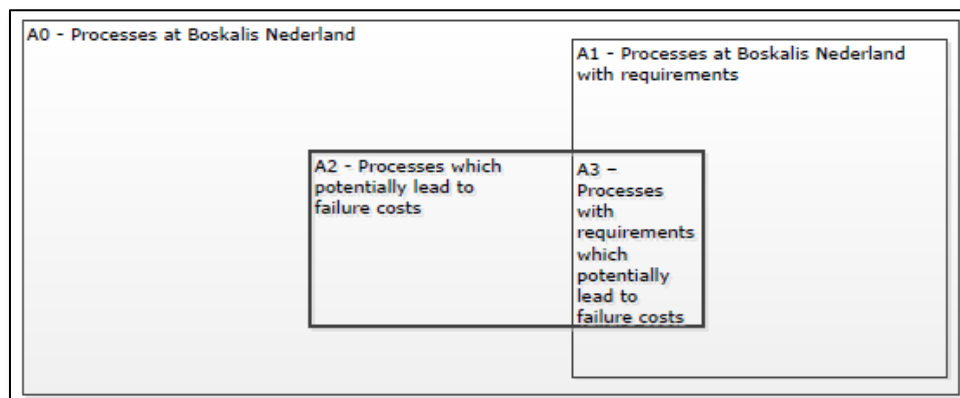 A0 - Processes at Boskalis Nederland
A1 - Processes at Boskalis Nederland
with requirements
A2 - Processes which
potentially lead to
failure costs
A3 –
Processes
with
requirements
which
potentially
lead to
failure costs